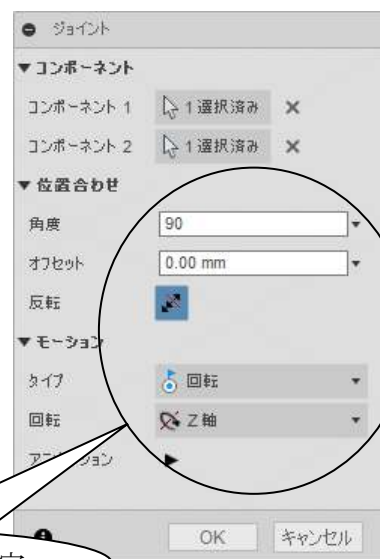 ジョイント
▼コンポーネント
コンポーネント 1 1 選択済み ×
コンポーネント 2 1 選択済み ×
▼位置合わせ
角度 90
オフセット 0.00 mm
反転
▼モーション
タイプ 回転
回転 Z 軸
OK キャンセル